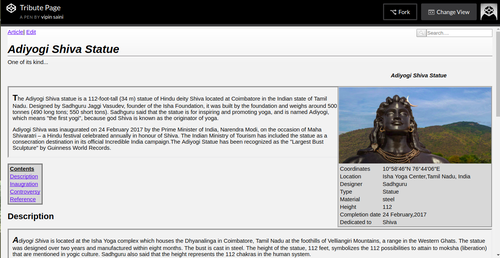 Tribute Page
A PEN BY vipin saini
Fork
Change View
Article| Edit
Search....
Adiyogi Shiva Statue
One of its kind...
Adiyogi Shiva Statue
The Adiyogi Shiva statue is a 112-foot-tall (34 m) statue of Hindu deity Shiva located at Coimbatore in the Indian state of Tamil
Nadu. Designed by Sadhguru Jaggi Vasudev, founder of the Isha Foundation, it was built by the foundation and weighs around 500
tonnes (490 long tons; 550 short tons). Sadhguru said that the statue is for inspiring and promoting yoga, and is named Adiyogi,
which means "the first yogi", because god Shiva is known as the originator of yoga.
Adiyogi Shiva was inaugurated on 24 February 2017 by the Prime Minister of India, Narendra Modi, on the occasion of Maha
Shivaratri – a Hindu festival celebrated annually in honour of Shiva. The Indian Ministry of Tourism has included the statue as a
consecration destination in its official Incredible India campaign.The Adiyogi Statue has been recognized as the "Largest Bust
Sculpture" by Guinness World Records.
Coordinates 10°58′46″N 76°44′06″E
Location Isha Yoga Center,Tamil Nadu, India
Designer Sadhguru
Type Statue
Material steel
Height 112
Completion date 24 February,2017
Dedicated to Shiva
Contents
Description
Inaugration
Controversy
Reference
Description
Adiyogi Shiva is located at the Isha Yoga complex which houses the Dhyanalinga in Coimbatore, Tamil Nadu at the foothills of Velliangiri Mountains, a range in the Western Ghats. The statue
was designed over two years and manufactured within eight months. The bust is cast in steel. The height of the statue, 112 feet, symbolizes the 112 possibilities to attain to moksha (liberation)
that are mentioned in yogic culture. Sadhguru also said that the height represents the 112 chakras in the human system.